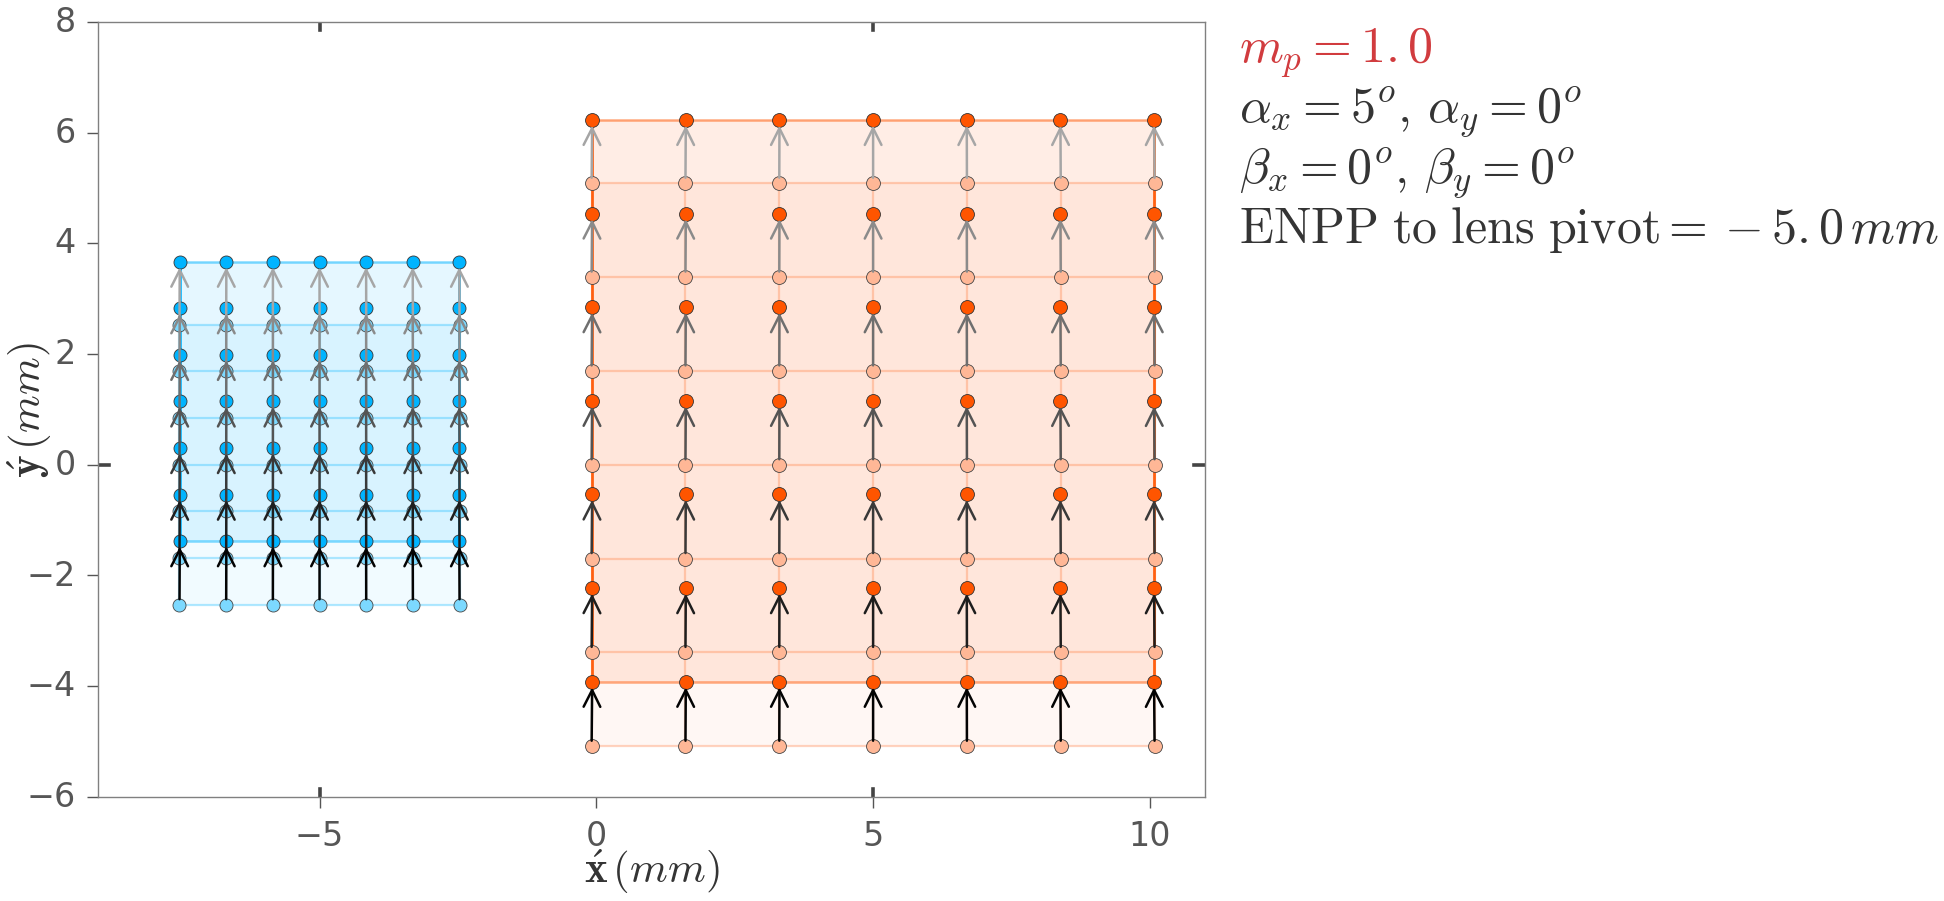 8
6
4
2
0
−2
−4
−6
−5
0
5
10
ý (mm)
x́ (mm)
m_p = 1.0
α_x = 5^o, α_y = 0^o
β_x = 0^o, β_y = 0^o
ENPP to lens pivot = − 5.0 mm